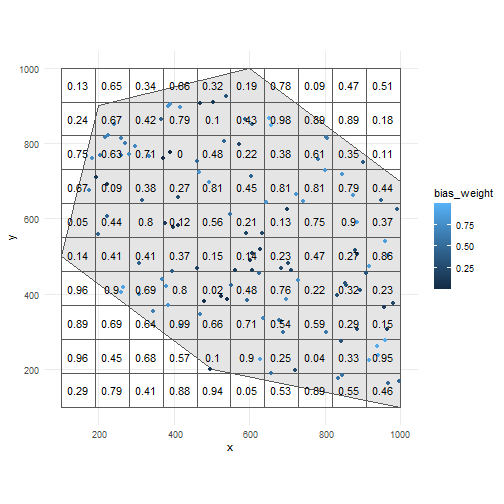 1000
0.13 0.65 0.34 0.66 0.32 0.19 0.78 0.09 0.47 0.51
0.24 0.67 0.42 0.79 0.1 0.43 0.98 0.89 0.89 0.18
800
0.75 0.63 0.71 0 0.48 0.22 0.38 0.61 0.35 0.11
0.67 0.09 0.38 0.27 0.81 0.45 0.81 0.81 0.79 0.44
600
0.05 0.44 0.8 0.12 0.56 0.21 0.13 0.75 0.9 0.37
0.14 0.41 0.41 0.37 0.15 0.14 0.23 0.47 0.27 0.86
400
0.96 0.9 0.69 0.8 0.02 0.48 0.76 0.22 0.32 0.23
0.89 0.69 0.64 0.99 0.66 0.71 0.54 0.59 0.29 0.15
200
0.96 0.45 0.68 0.57 0.1 0.9 0.25 0.04 0.33 0.95
0.29 0.79 0.41 0.88 0.94 0.05 0.53 0.89 0.55 0.46
200 400 600 800 1000
x
y
bias_weight
0.75
0.50
0.25